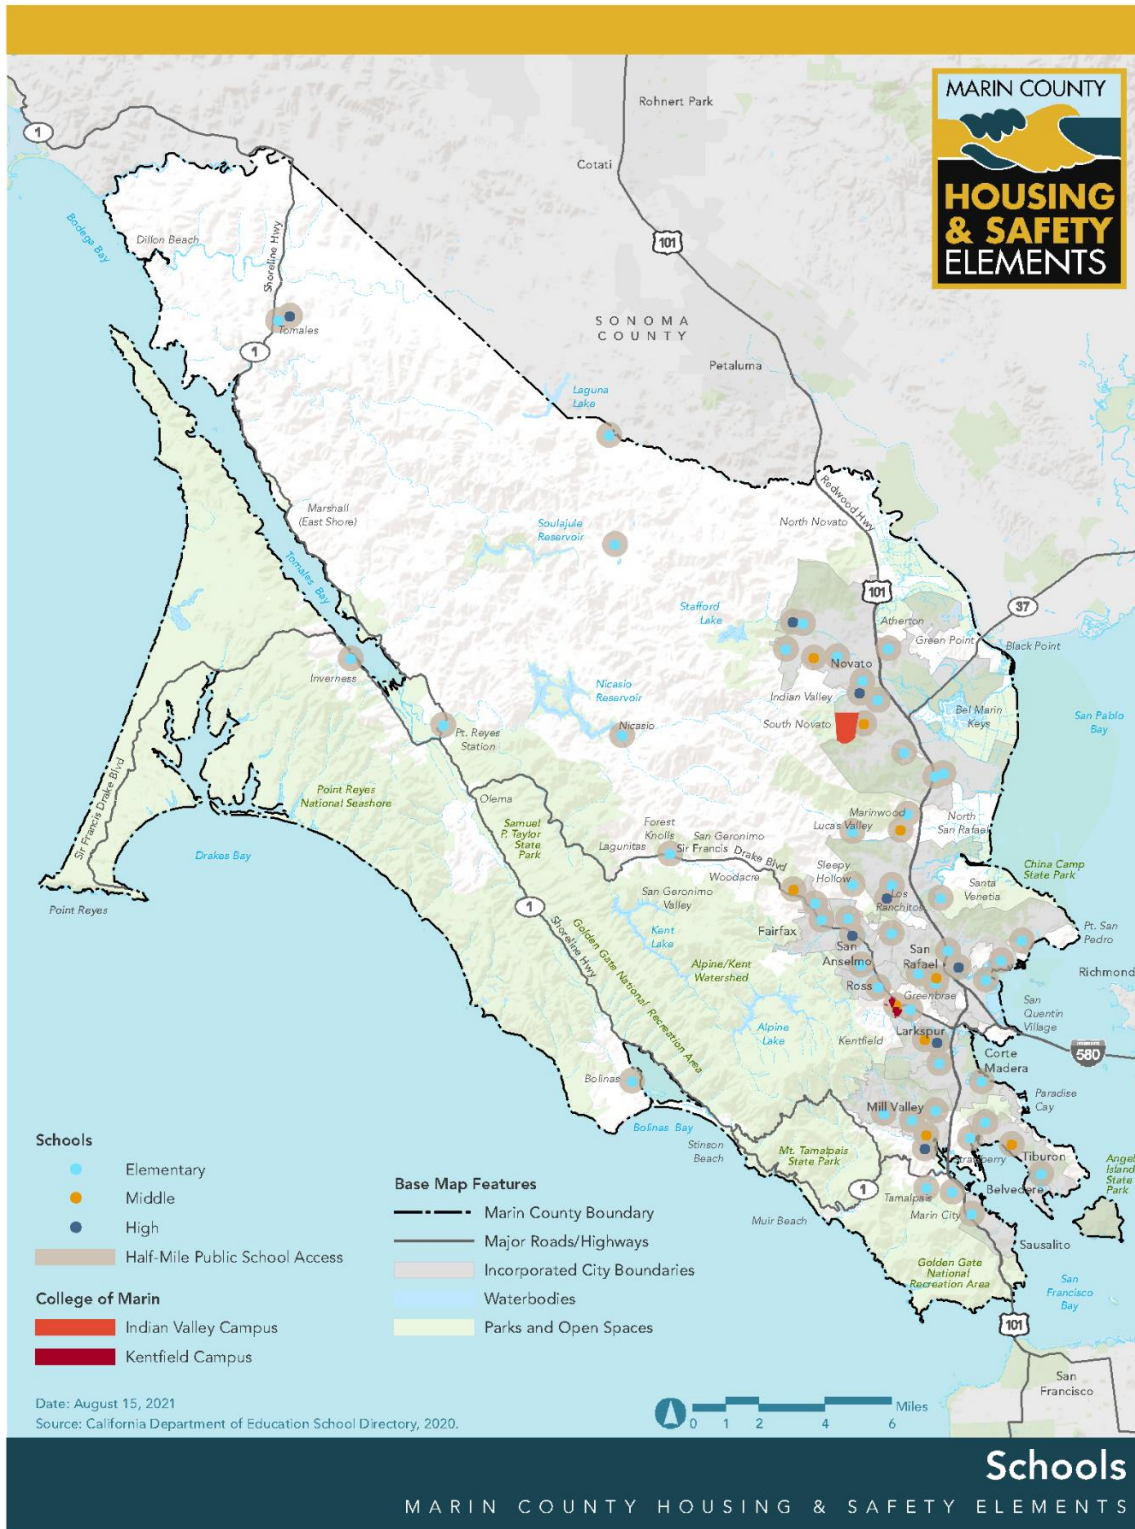 MARIN COUNTY
HOUSING
& SAFETY
ELEMENTS
Rohnert Park
1
Cotati
Bodega Bay
Dillon Beach
Shoreline Hwy
101
SONOMA
COUNTY
Tomales
1
Petaluma
Laguna
Lake
Redwood Hwy
Marshall
(East Shore)
North Novato
Soulajule
Reservoir
Tomales Bay
101
37
Stafford
Lake
Atherton
Green Point
Black Point
Novato
Inverness
Nicasio
Reservoir
Indian Valley
Bel Marin
Keys
San Pablo
Bay
South Novato
Nicasio
Pt. Reyes
Station
Sir Francis Drake Blvd
Point Reyes
National Seashore
Olema
Samuel
P. Taylor
State
Park
Forest
Knolls
Lagunitas
San Geronimo
Sir Francis Drake Blvd
Woodacre
Marinwood
Lucas Valley
North
San Rafael
Drakes Bay
Sleepy
Hollow
China Camp
State Park
Santa
Venetia
Los
Ranchitos
San Geronimo
Valley
Point Reyes
1
Shoreline Hwy
Golden Gate National Recreation Area
Kent
Lake
Fairfax
San
Anselmo
San
Rafael
Pt. San
Pedro
Alpine/Kent
Watershed
Richmond
Ross
Greenbrae
San
Quentin
Village
Alpine
Lake
Kentfield
Larkspur
580
Corte
Madera
Bolinas
Paradise
Cay
Mill Valley
Bolinas Bay
Stinson
Beach
Mt. Tamalpais
State Park
Strawberry
Tiburon
Angel
Island
State
Park
1
Tamalpais
Belvedere
Marin City
Muir Beach
Sausalito
Golden Gate
National
Recreation Area
San
Francisco
Bay
101
San
Francisco
Schools
Elementary
Middle
High
Half-Mile Public School Access
College of Marin
Indian Valley Campus
Kentfield Campus
Base Map Features
Marin County Boundary
Major Roads/Highways
Incorporated City Boundaries
Waterbodies
Parks and Open Spaces
Date: August 15, 2021
Source: California Department of Education School Directory, 2020.
0 1 2 4 6
Miles
Schools
MARIN COUNTY HOUSING & SAFETY ELEMENTS